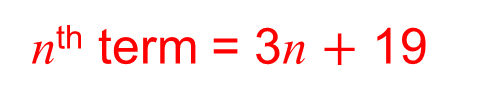 nᵗʰ term = 3n + 19